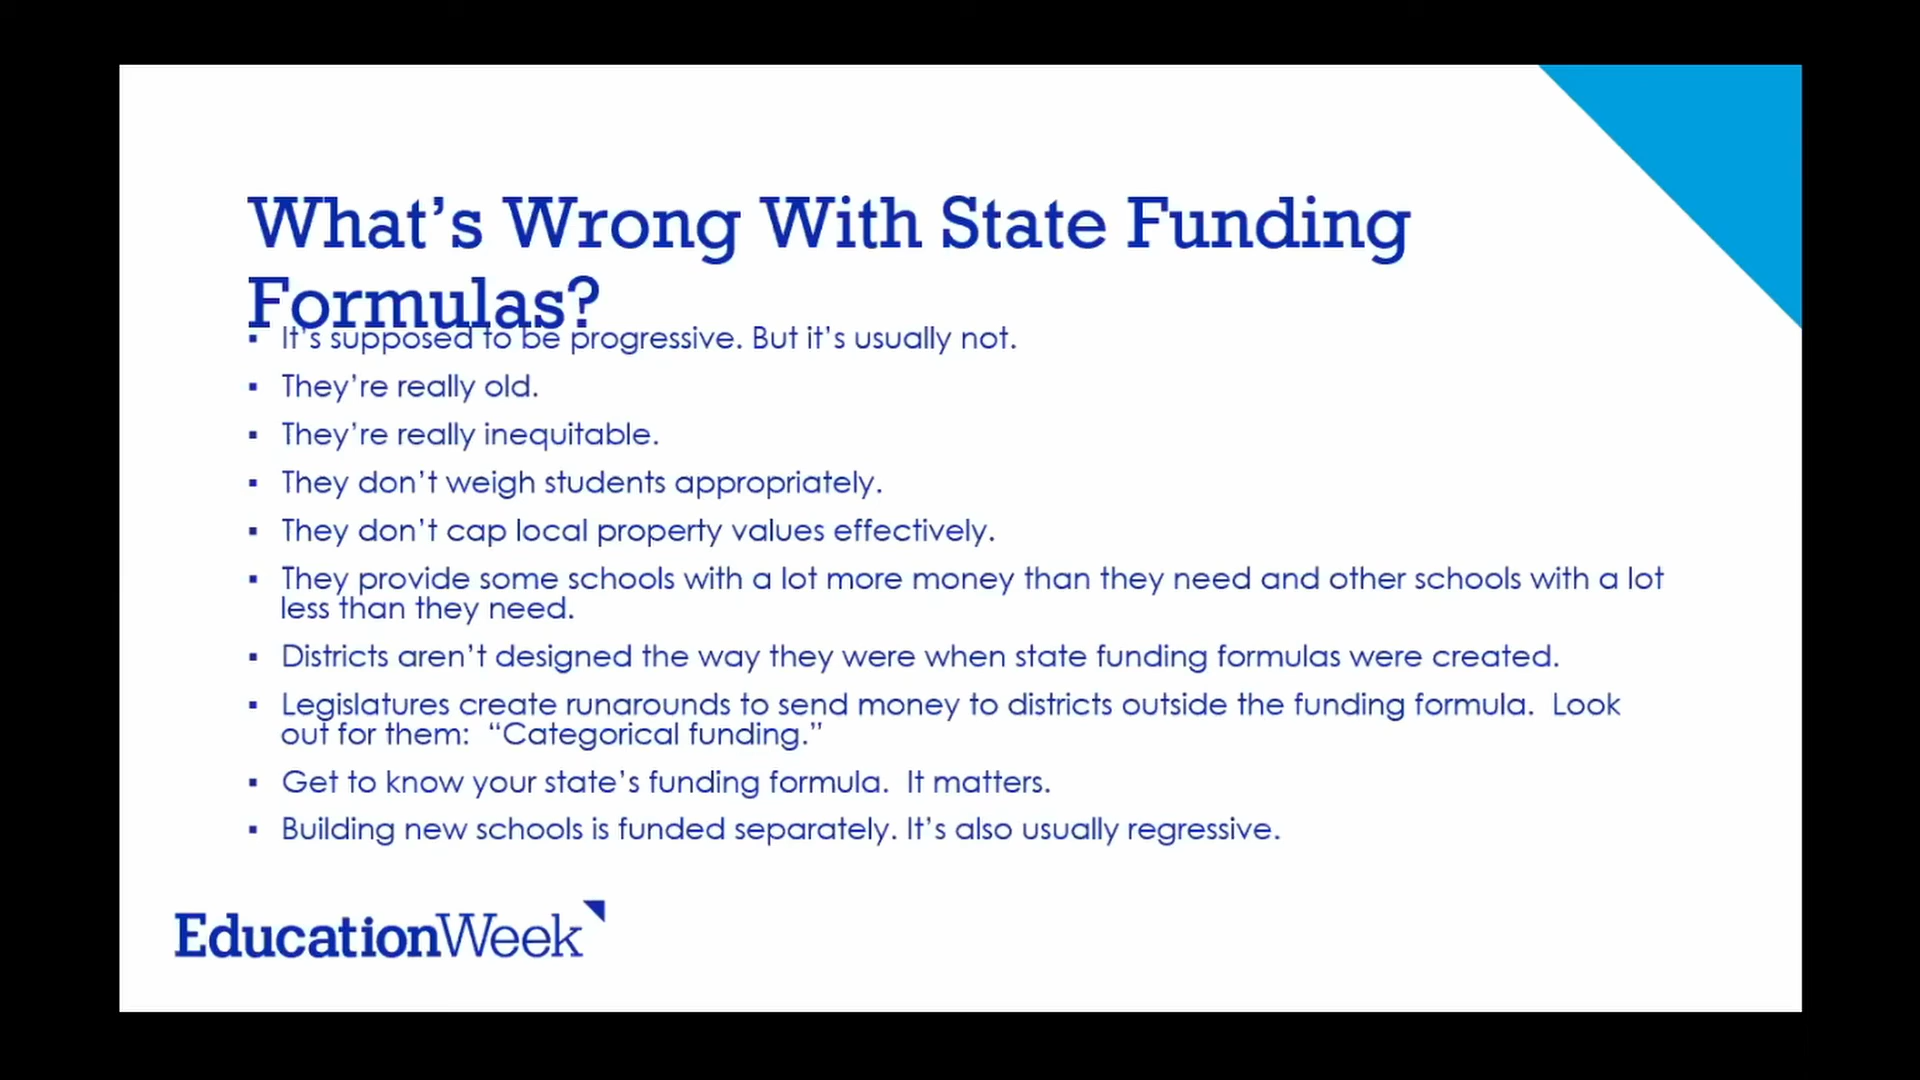 What’s Wrong With State Funding
Formulas?
▪ It’s supposed to be progressive. But it’s usually not.
▪ They’re really old.
▪ They’re really inequitable.
▪ They don’t weigh students appropriately.
▪ They don’t cap local property values effectively.
▪ They provide some schools with a lot more money than they need and other schools with a lot
less than they need.
▪ Districts aren’t designed the way they were when state funding formulas were created.
▪ Legislatures create runarounds to send money to districts outside the funding formula.  Look
out for them:  “Categorical funding.”
▪ Get to know your state’s funding formula.  It matters.
▪ Building new schools is funded separately. It’s also usually regressive.
EducationWeek